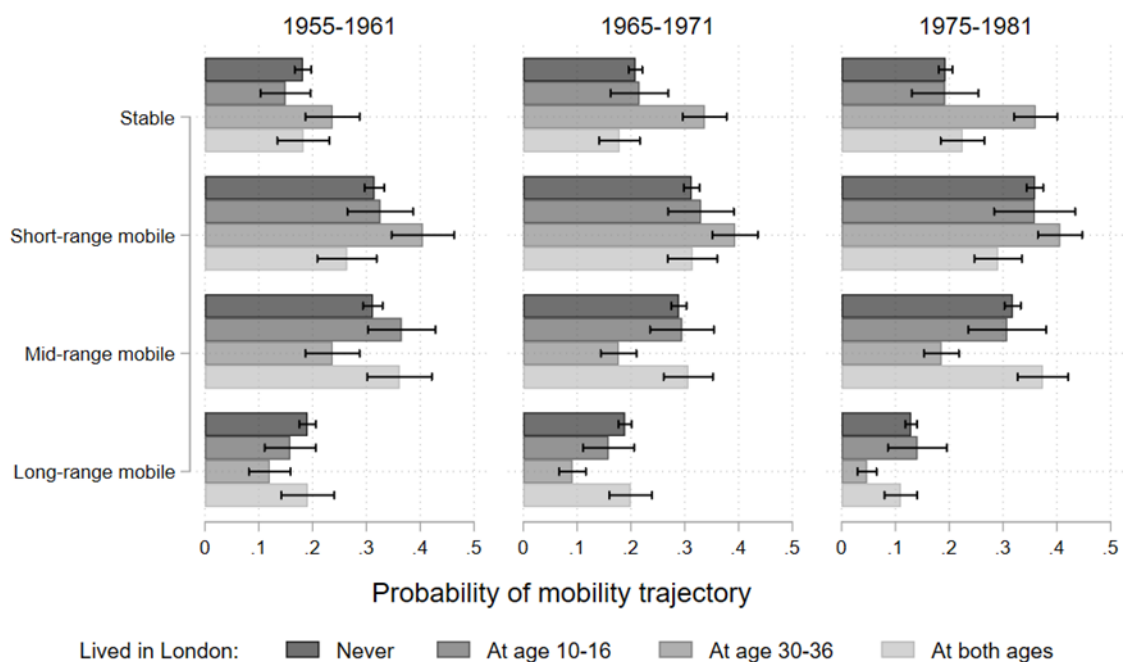 1955-1961 1965-1971 1975-1981
Stable
Short-range mobile
Mid-range mobile
Long-range mobile
0 .1 .2 .3 .4 .5 0 .1 .2 .3 .4 .5 0 .1 .2 .3 .4 .5
Probability of mobility trajectory
Lived in London: Never At age 10-16 At age 30-36 At both ages